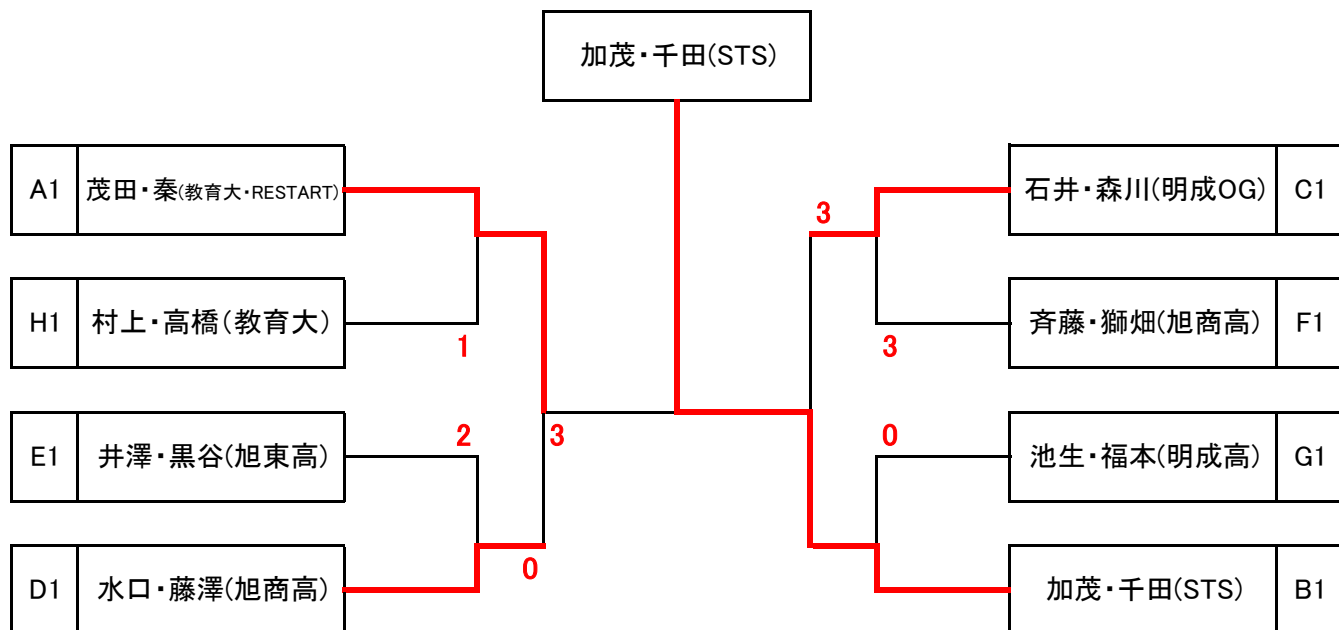 加茂・千田(STS)
A1 茂田・秦(教育大・RESTART)
石井・森川(明成OG) C1
3
H1 村上・高橋(教育大)
斉藤・獅畑(旭商高) F1
1
3
E1 井澤・黒谷(旭東高)
2
3
0
池生・福本(明成高) G1
D1 水口・藤澤(旭商高)
0
加茂・千田(STS) B1